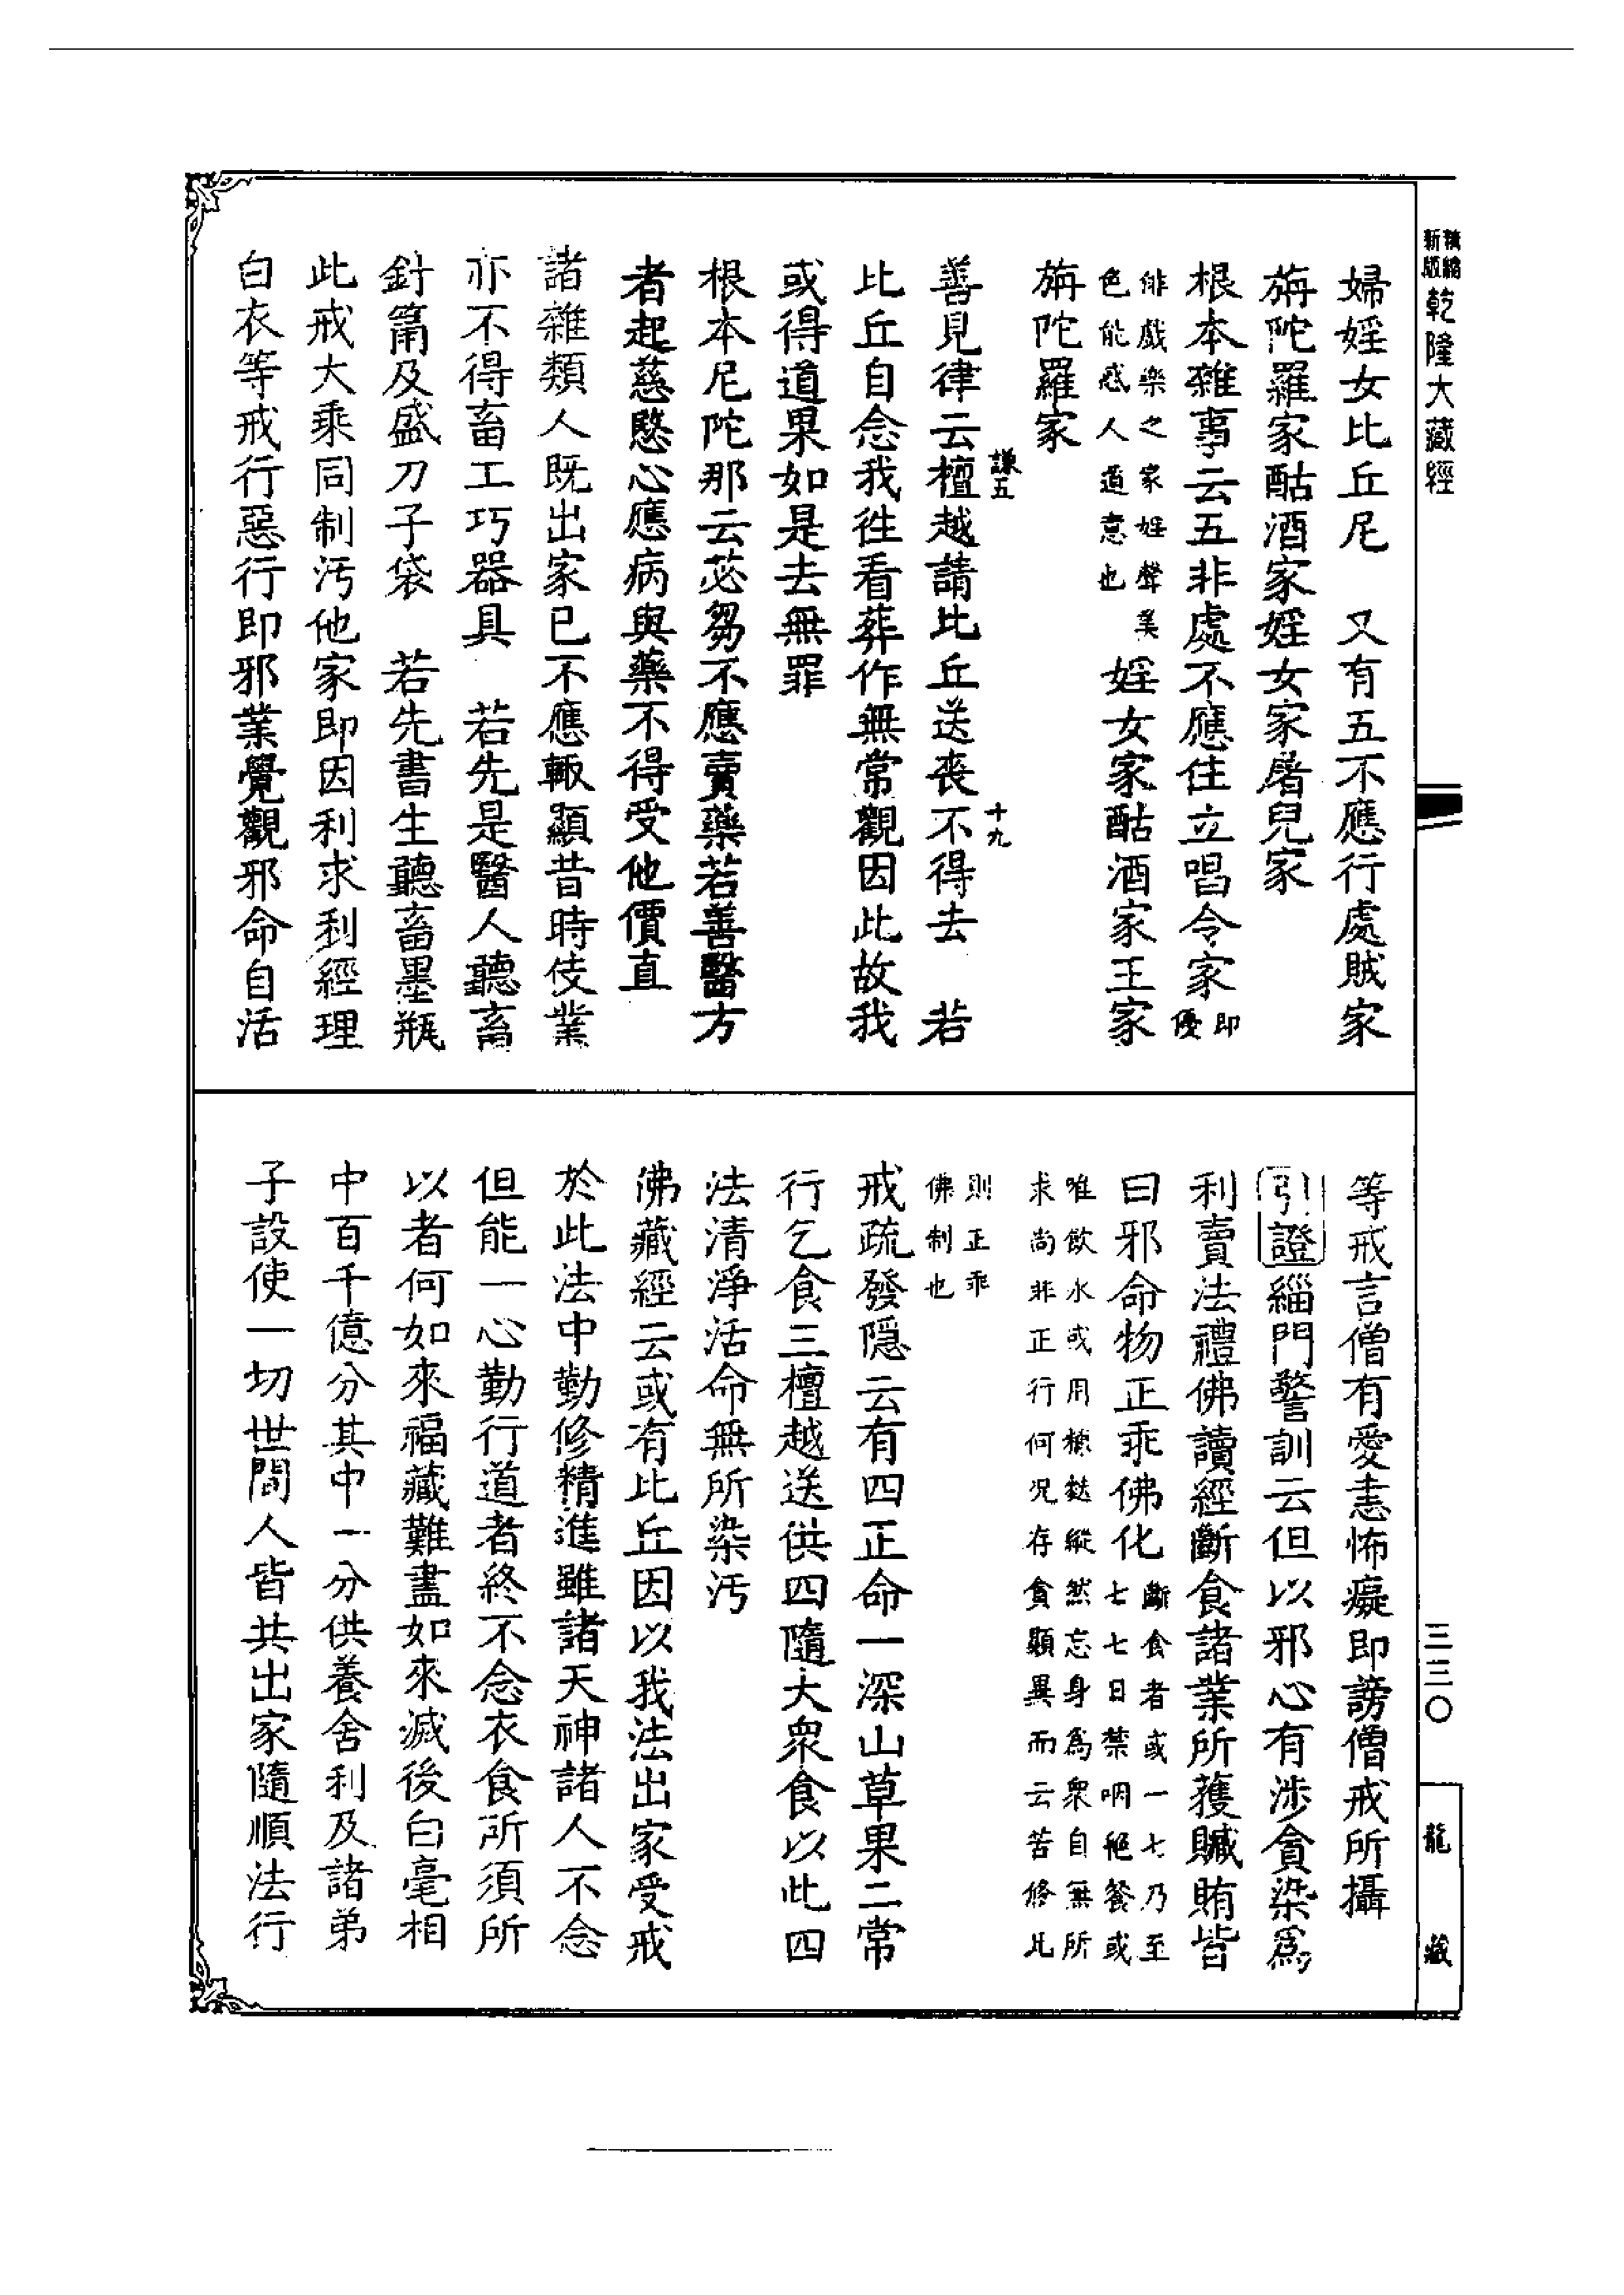 新編
新版
乾隆大藏經
婦婬女比丘尼　又有五不應行處賊家
旃陀羅家酤酒家婬女家屠兒家
根本雜事云五非處不應住立唱令家即優
俳戲樂之家婬聲美
色能惑人道意也
婬女家酤酒家王家
旃陀羅家
謙五
十九
善見律云檀越請比丘送喪不得去　若
比丘自念我往看葬作無常觀因此故我
或得道果如是去無罪
根本尼陀那云苾芻不應賣藥若善醫方
者起慈愍心應病與藥不得受他價直
諸雜類人既出家已不應輙顯昔時伎業
亦不得畜工巧器具　若先是醫人聽畜
針筩及盛刀子袋　若先書生聽畜墨瓶
此戒大乘同制污他家即因利求利經理
白衣等戒行惡行即邪業覺觀邪命自活
等戒言僧有愛恚怖癡即謗僧戒所攝
引證緇門警訓云但以邪心有涉貪染爲
利賣法禮佛讀經斷食諸業所獲贓賄皆
曰邪命物正乖佛化
斷食者或一七乃至
七七日禁咽絕餐或
唯飲水或用糠麩縱然忘身爲衆自無所
求尚非正行何况存貪顯異而云苦修凡
則正乖
佛制也
戒疏發隱云有四正命一深山草果二常
行乞食三檀越送供四隨大衆食以此四
法清淨活命無所染污
佛藏經云或有比丘因以我法出家受戒
於此法中勤修精進雖諸天神諸人不念
但能一心勤行道者終不念衣食所須所
以者何如來福藏難盡如來滅後白毫相
中百千億分其中一分供養舍利及諸弟
子設使一切世間人皆共出家隨順法行
三三〇
龍藏